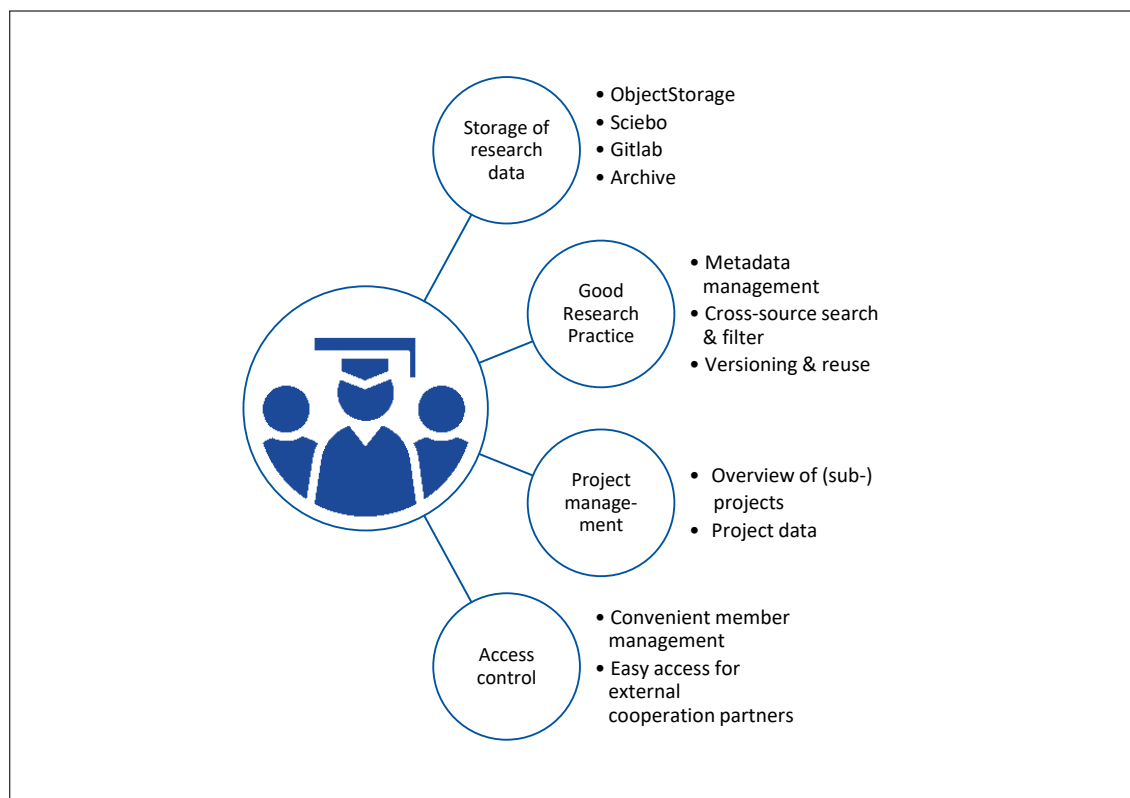 Storage of
research
data
• ObjectStorage
• Sciebo
• Gitlab
• Archive
Good
Research
Practice
• Metadata
management
• Cross-source search
& filter
• Versioning & reuse
Project
manage-
ment
• Overview of (sub-)
projects
• Project data
Access
control
• Convenient member
management
• Easy access for
external
cooperation partners